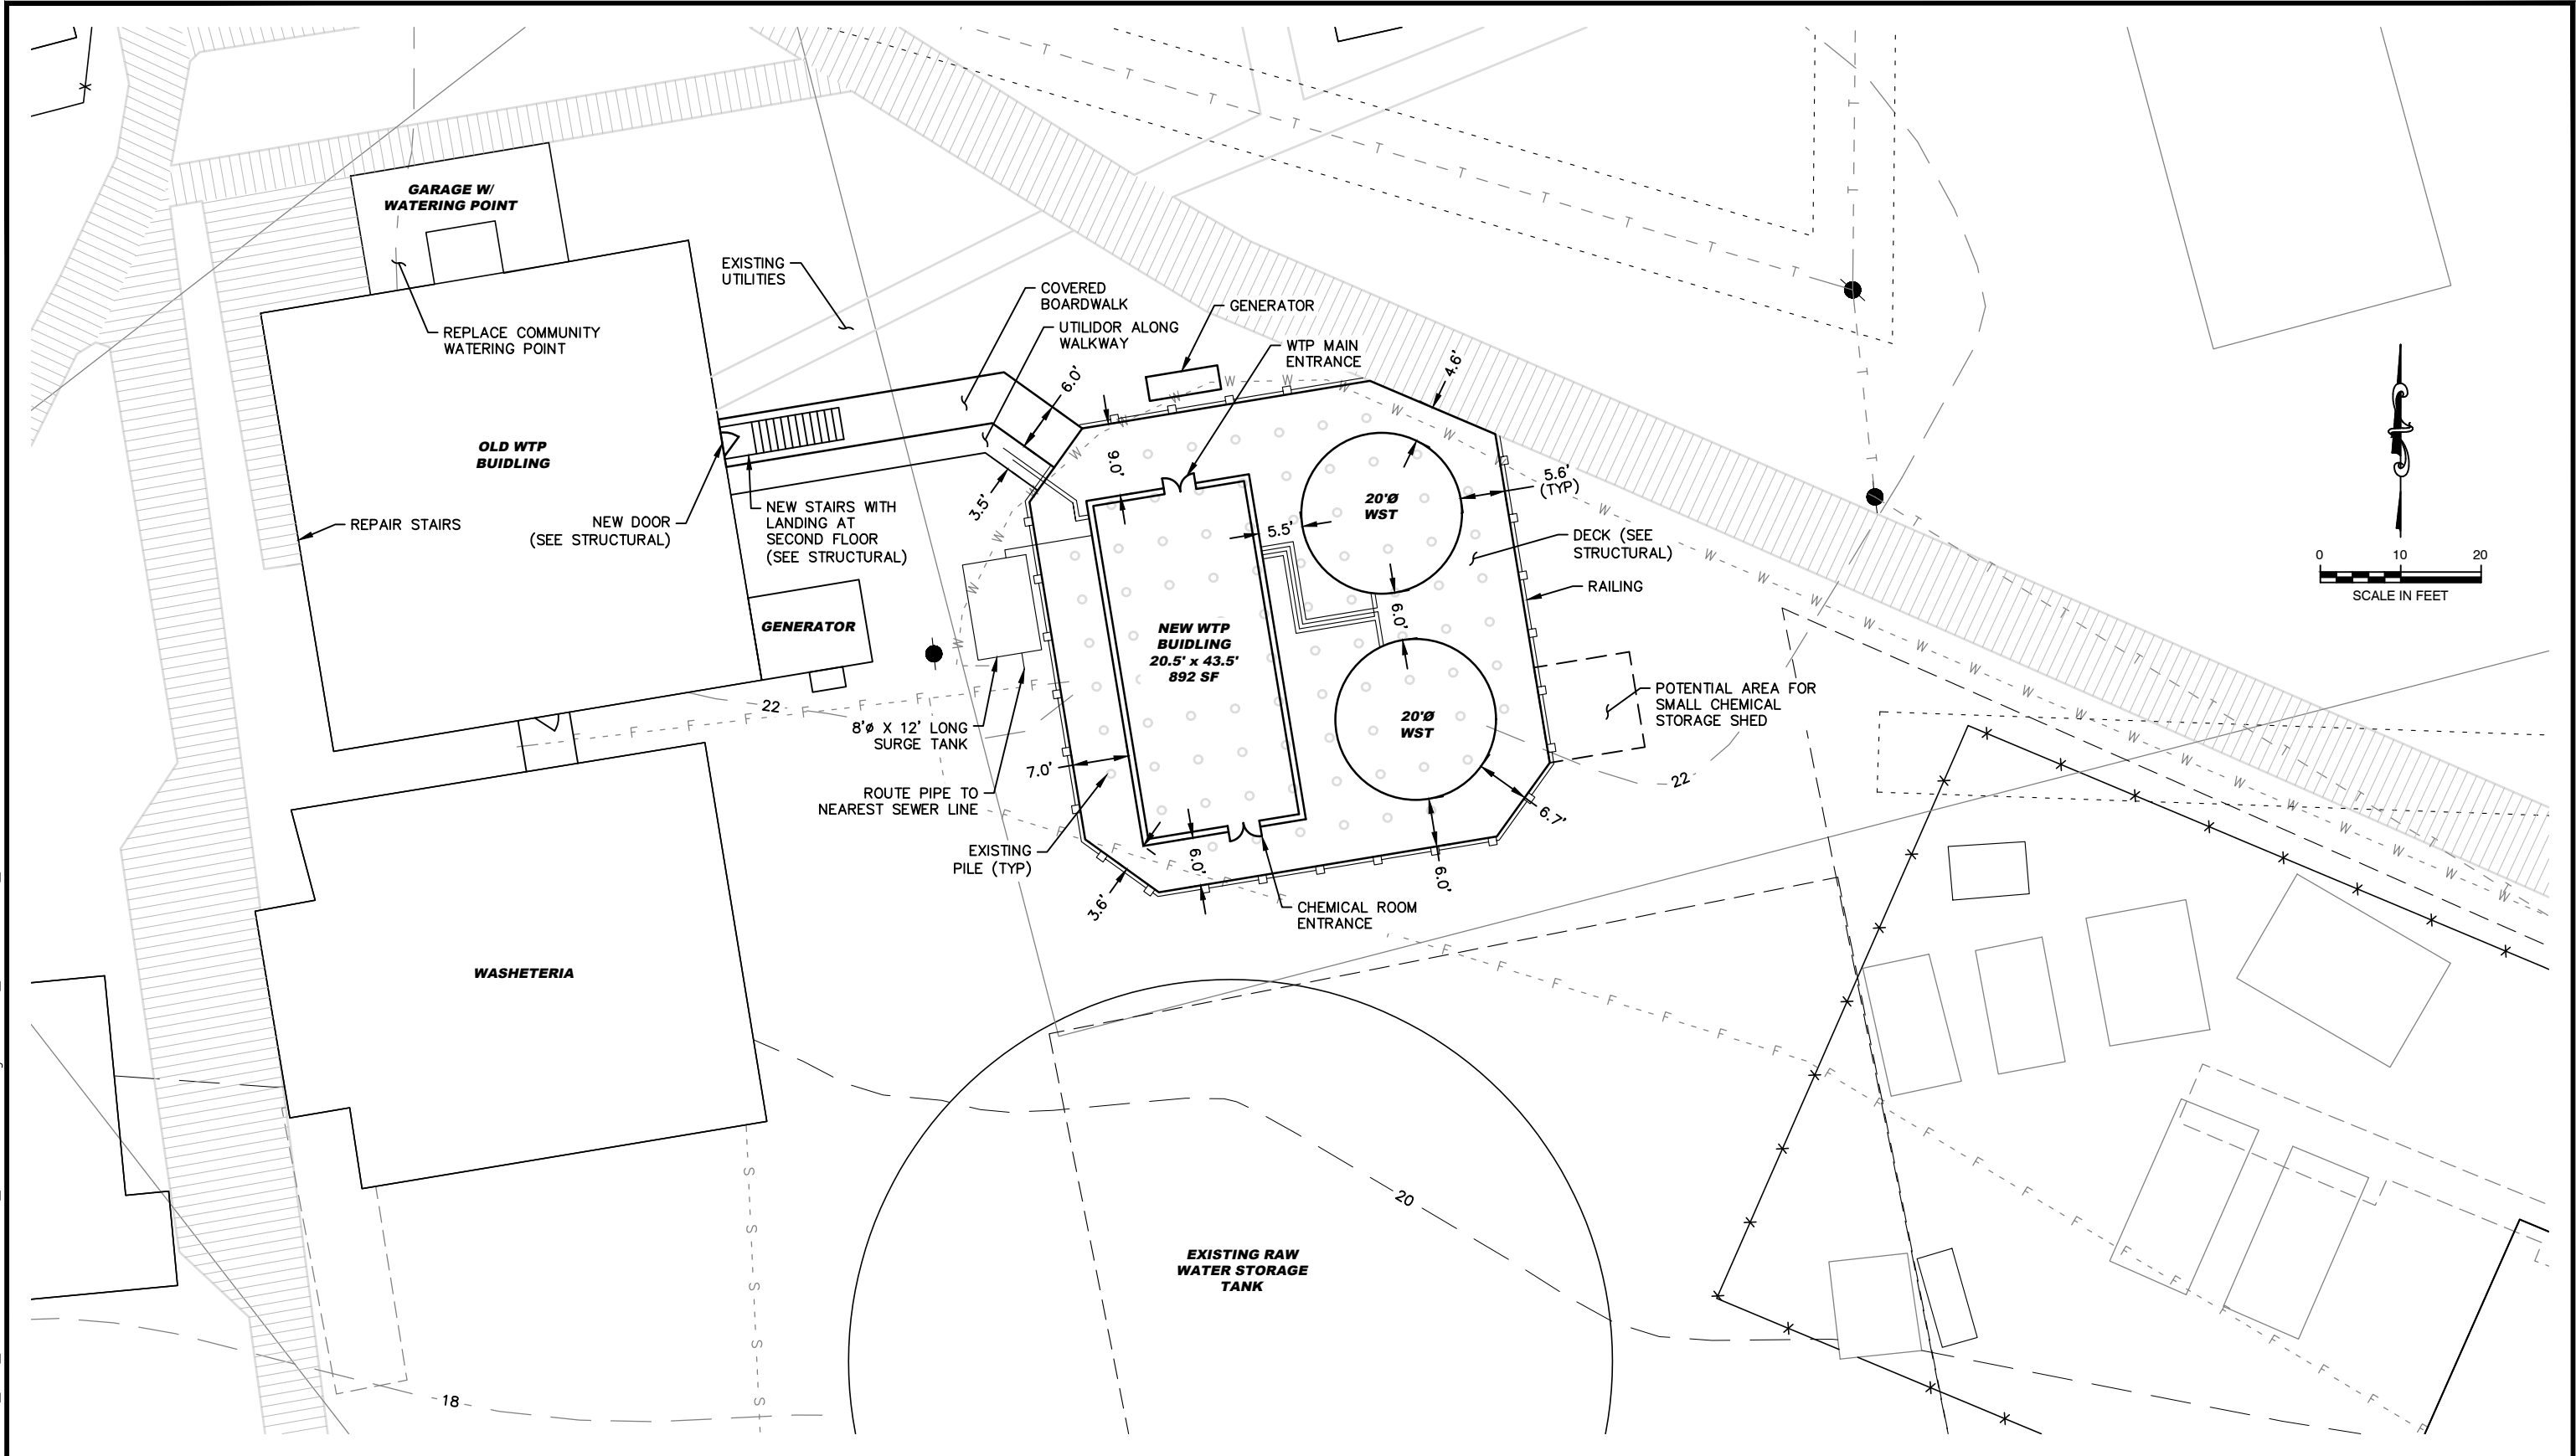 GARAGE W/
WATERING POINT
EXISTING
UTILITIES
COVERED
BOARDWALK
GENERATOR
UTILIDOR ALONG
WALKWAY
REPLACE COMMUNITY
WATERING POINT
WTP MAIN
ENTRANCE
4.6'
6.0'
OLD WTP
BUIDLING
9.0'
5.6'
(TYP)
20'Ø
WST
3.5'
REPAIR STAIRS
NEW DOOR
(SEE STRUCTURAL)
NEW STAIRS WITH
LANDING AT
SECOND FLOOR
(SEE STRUCTURAL)
5.5'
DECK (SEE
STRUCTURAL)
RAILING
0 10 20
SCALE IN FEET
6.0'
GENERATOR
NEW WTP
BUIDLING
20.5' x 43.5'
892 SF
20'Ø
WST
POTENTIAL AREA FOR
SMALL CHEMICAL
STORAGE SHED
22
8'ø X 12' LONG
SURGE TANK
7.0'
22
ROUTE PIPE TO
NEAREST SEWER LINE
6.7'
EXISTING
PILE (TYP)
6.0'
6.0'
3.6'
CHEMICAL ROOM
ENTRANCE
WASHETERIA
20
EXISTING RAW
WATER STORAGE
TANK
18